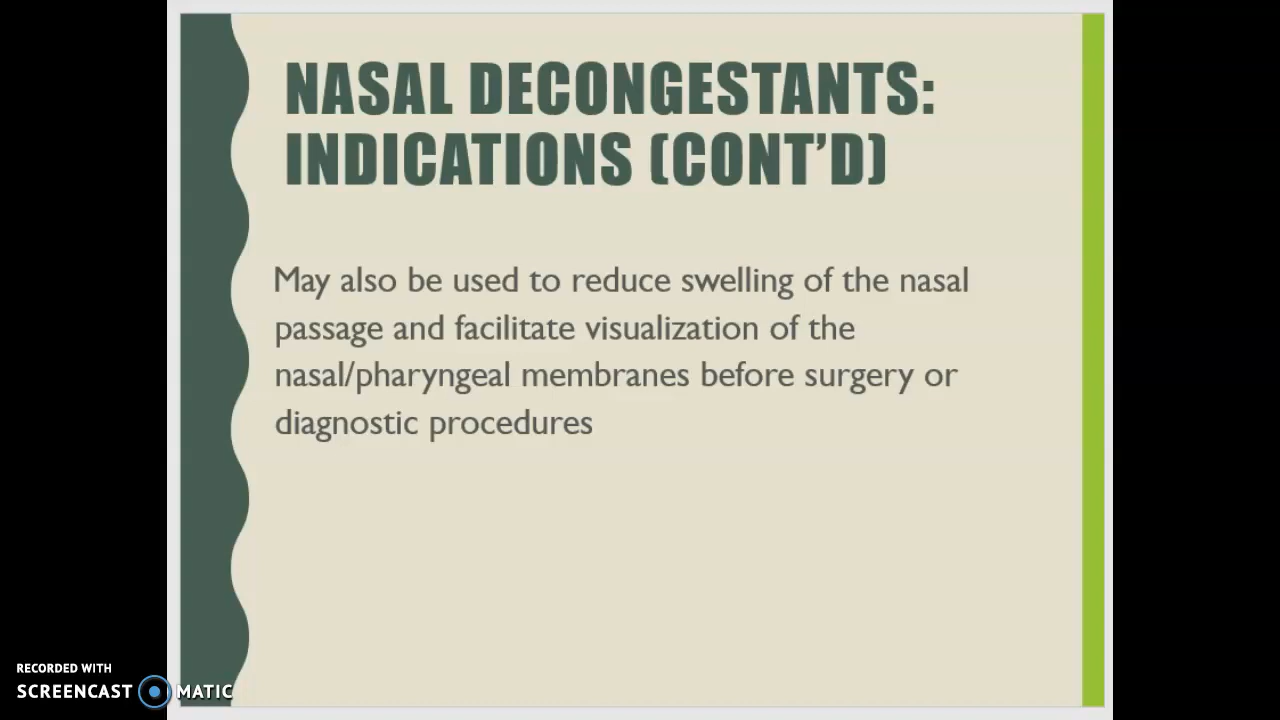 NASAL DECONGESTANTS:
INDICATIONS (CONT’D)
May also be used to reduce swelling of the nasal
passage and facilitate visualization of the
nasal/pharyngeal membranes before surgery or
diagnostic procedures
RECORDED WITH
SCREENCAST MATIC